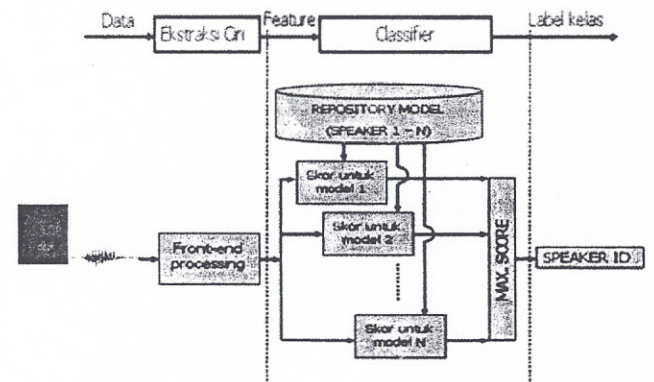 Data
Feature
Label kelas
Ekstraksi Ciri
Classifier
REPOSITORY MODEL
(SPEAKER 1 - N)
Skor untuk
model 1
Skor untuk
model 2
Front-end
processing
MAX. SCORE
SPEAKER ID
Skor untuk
model N